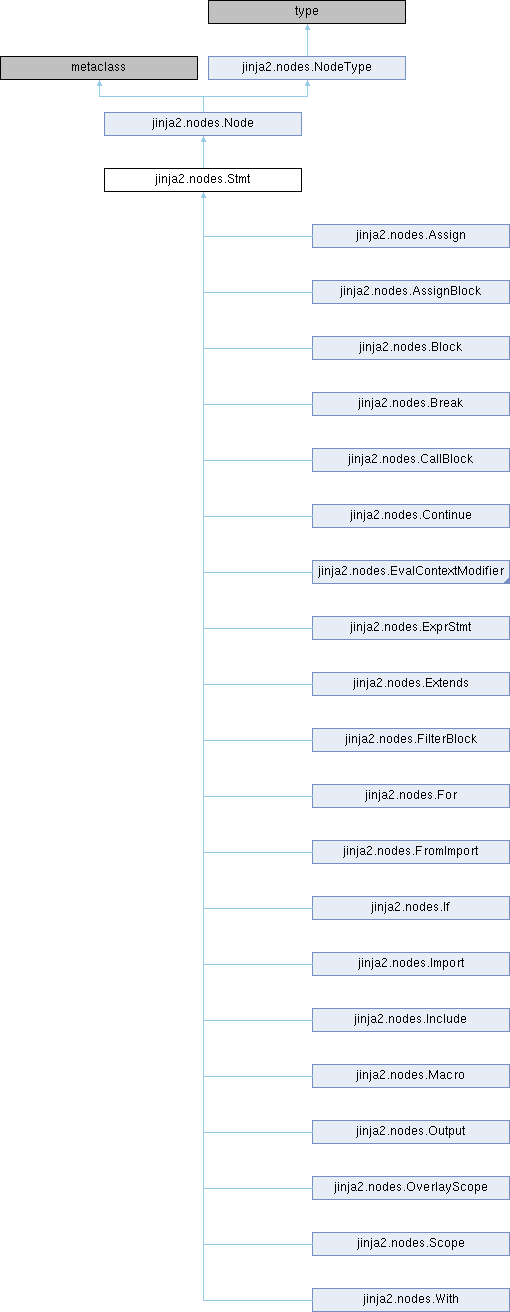 type
metaclass
jinja2.nodes.NodeType
jinja2.nodes.Node
jinja2.nodes.Stmt
jinja2.nodes.Assign
jinja2.nodes.AssignBlock
jinja2.nodes.Block
jinja2.nodes.Break
jinja2.nodes.CallBlock
jinja2.nodes.Continue
jinja2.nodes.EvalContextModifier
jinja2.nodes.ExprStmt
jinja2.nodes.Extends
jinja2.nodes.FilterBlock
jinja2.nodes.For
jinja2.nodes.FromImport
jinja2.nodes.If
jinja2.nodes.Import
jinja2.nodes.Include
jinja2.nodes.Macro
jinja2.nodes.Output
jinja2.nodes.OverlayScope
jinja2.nodes.Scope
jinja2.nodes.With